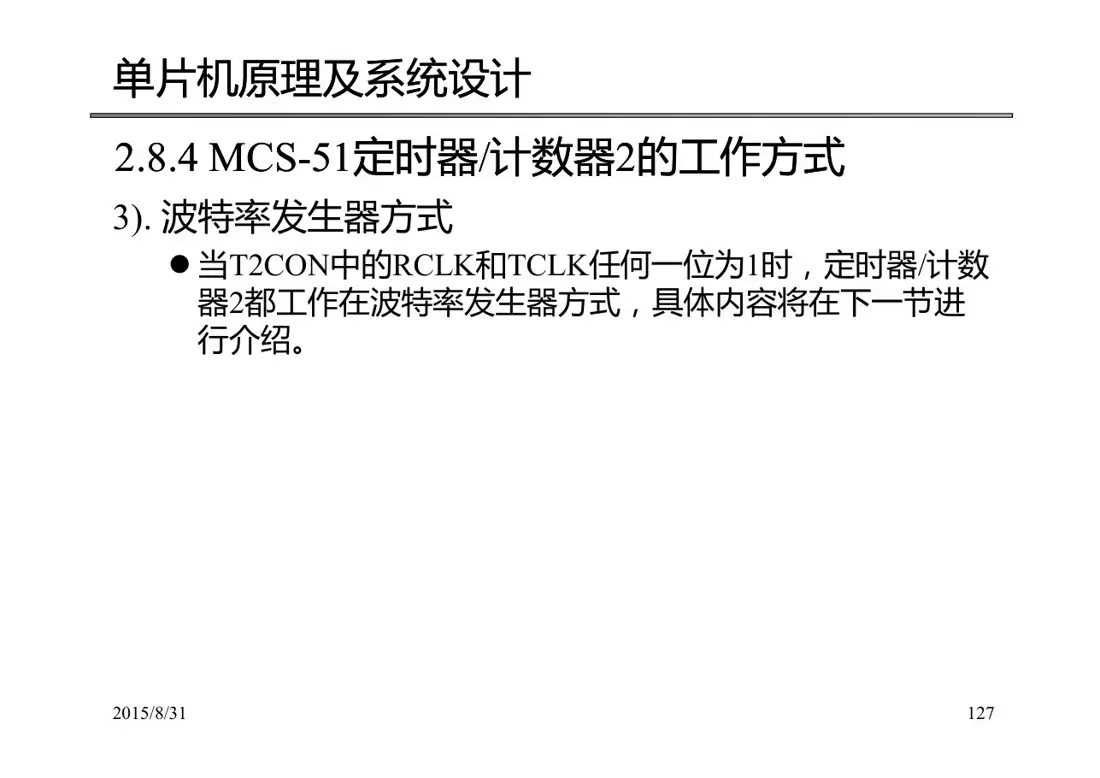 单片机原理及系统设计
2.8.4 MCS-51定时器/计数器2的工作方式
3). 波特率发生器方式
●当T2CON中的RCLK和TCLK任何一位为1时，定时器/计数
器2都工作在波特率发生器方式，具体内容将在下一节进
行介绍。
2015/8/31
127